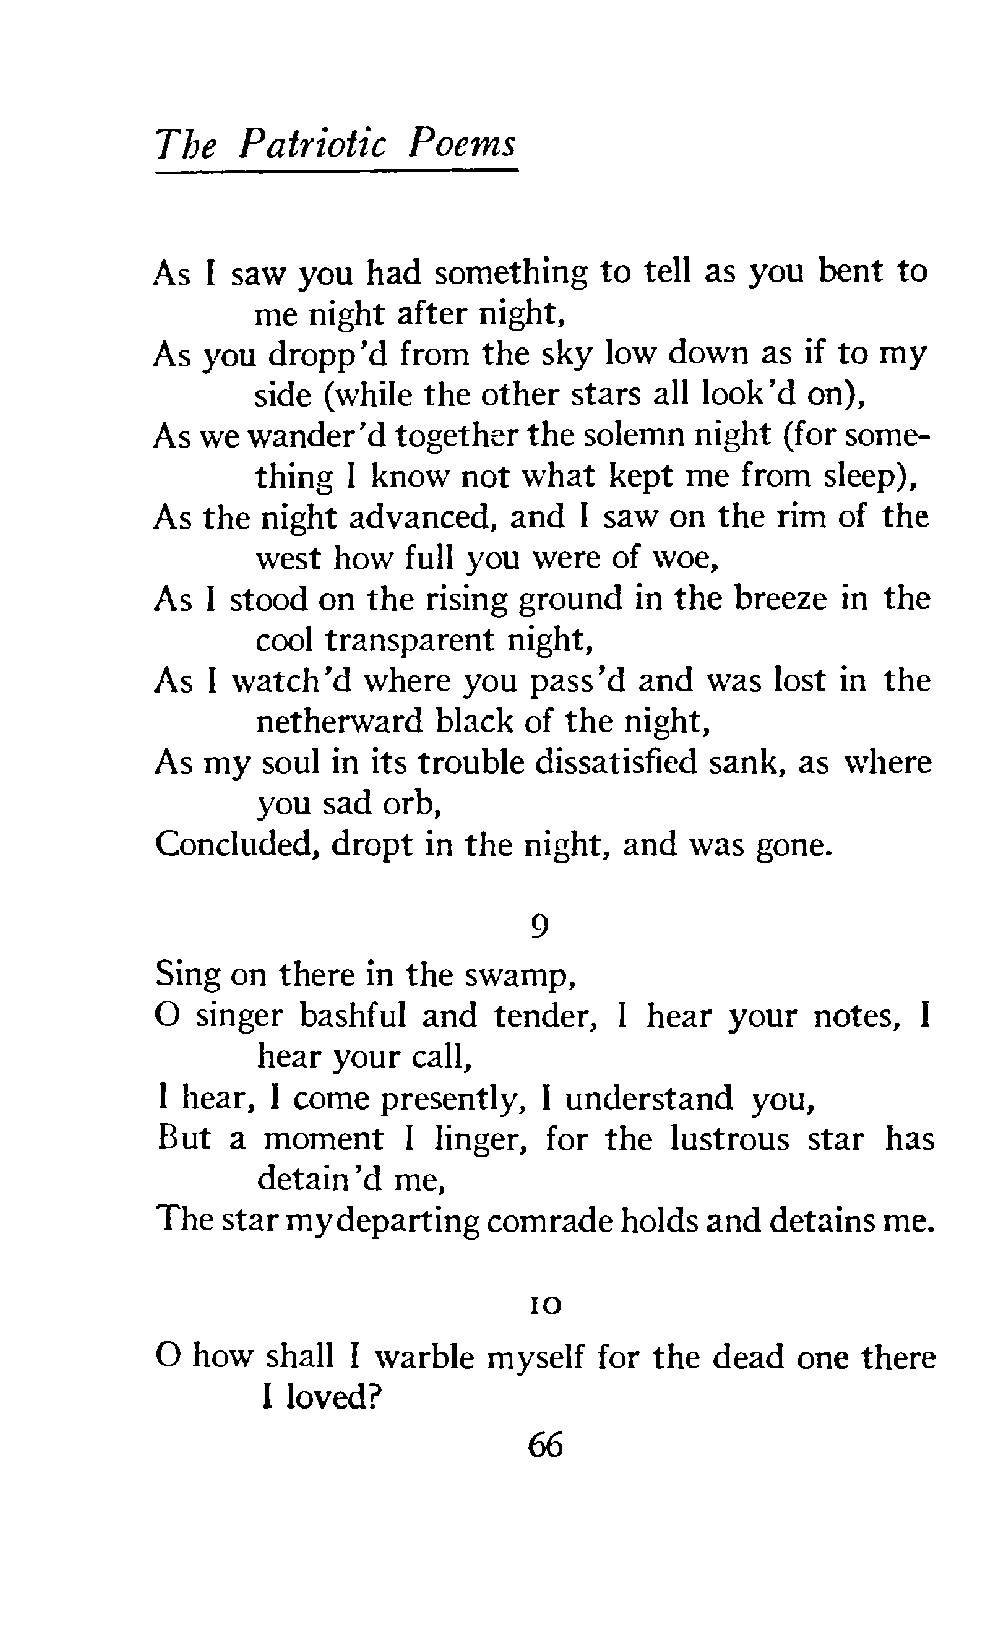 The Patriotic Poems
As I saw you had something to tell as you bent to
me night after night,
As you dropp'd from the sky low down as if to my
side (while the other stars all look'd on),
As we wander'd together the solemn night (for some-
thing I know not what kept me from sleep),
As the night advanced, and I saw on the rim of the
west how full you were of woe,
As I stood on the rising ground in the breeze in the
cool transparent night,
As I watch'd where you pass'd and was lost in the
netherward black of the night,
As my soul in its trouble dissatisfied sank, as where
you sad orb,
Concluded, dropt in the night, and was gone.
9
Sing on there in the swamp,
O singer bashful and tender, I hear your notes, I
hear your call,
I hear, I come presently, I understand you,
But a moment I linger, for the lustrous star has
detain'd me,
The star my departing comrade holds and detains me.
10
O how shall I warble myself for the dead one there
I loved?
66